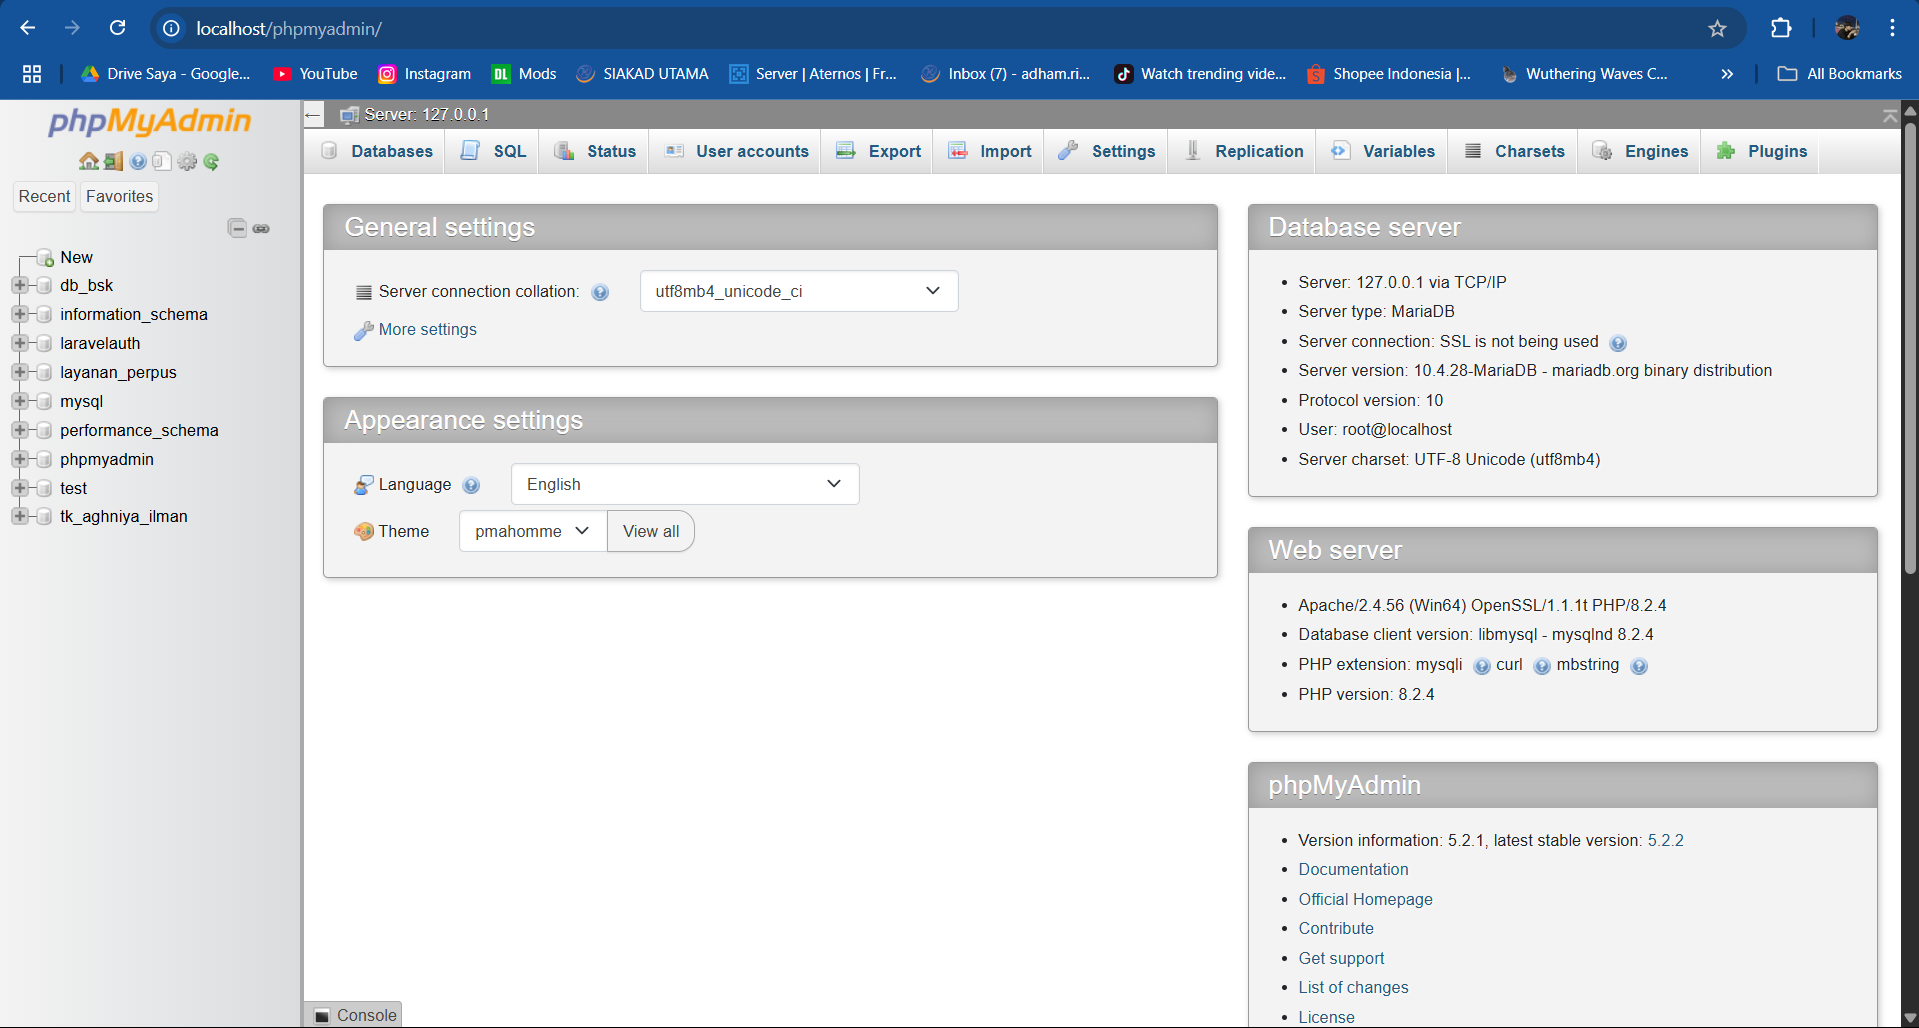 localhost/phpmyadmin/
Drive Saya - Google... YouTube Instagram Mods SIAKAD UTAMA Server | Aternos | Fr... Inbox (7) - adham.ri... Watch trending vide... Shopee Indonesia |... Wuthering Waves C... » All Bookmarks
phpMyAdmin
Recent Favorites
New
db_bsk
information_schema
laravelauth
layanan_perpus
mysql
performance_schema
phpmyadmin
test
tk_aghniya_ilman
Server: 127.0.0.1
Databases SQL Status User accounts Export Import Settings Replication Variables Charsets Engines Plugins
General settings
Server connection collation: utf8mb4_unicode_ci
More settings
Appearance settings
Language English
Theme pmahomme View all
Database server
• Server: 127.0.0.1 via TCP/IP
• Server type: MariaDB
• Server connection: SSL is not being used
• Server version: 10.4.28-MariaDB - mariadb.org binary distribution
• Protocol version: 10
• User: root@localhost
• Server charset: UTF-8 Unicode (utf8mb4)
Web server
• Apache/2.4.56 (Win64) OpenSSL/1.1.1t PHP/8.2.4
• Database client version: libmysql - mysqlnd 8.2.4
• PHP extension: mysqli curl mbstring
• PHP version: 8.2.4
phpMyAdmin
• Version information: 5.2.1, latest stable version: 5.2.2
• Documentation
• Official Homepage
• Contribute
• Get support
• List of changes
• License
Console